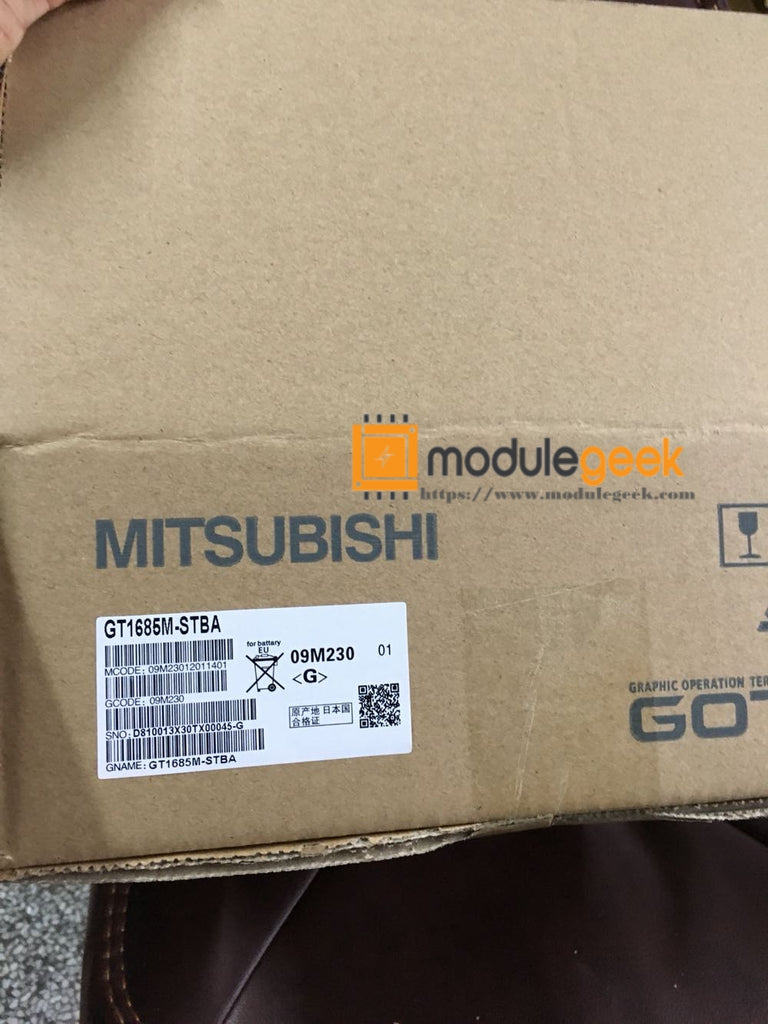 modulegeek
https://www.modulegeek.com
MITSUBISHI
GT1685M-STBA
MCODE: 09M23012011401
GCODE: 09M230
SNO: D810013X30TX00045-G
GNAME: GT1685M-STBA
for battery
EU
09M230 01
<G>
原产地 日本国
合格证
GRAPHIC OPERATION TER
GOT